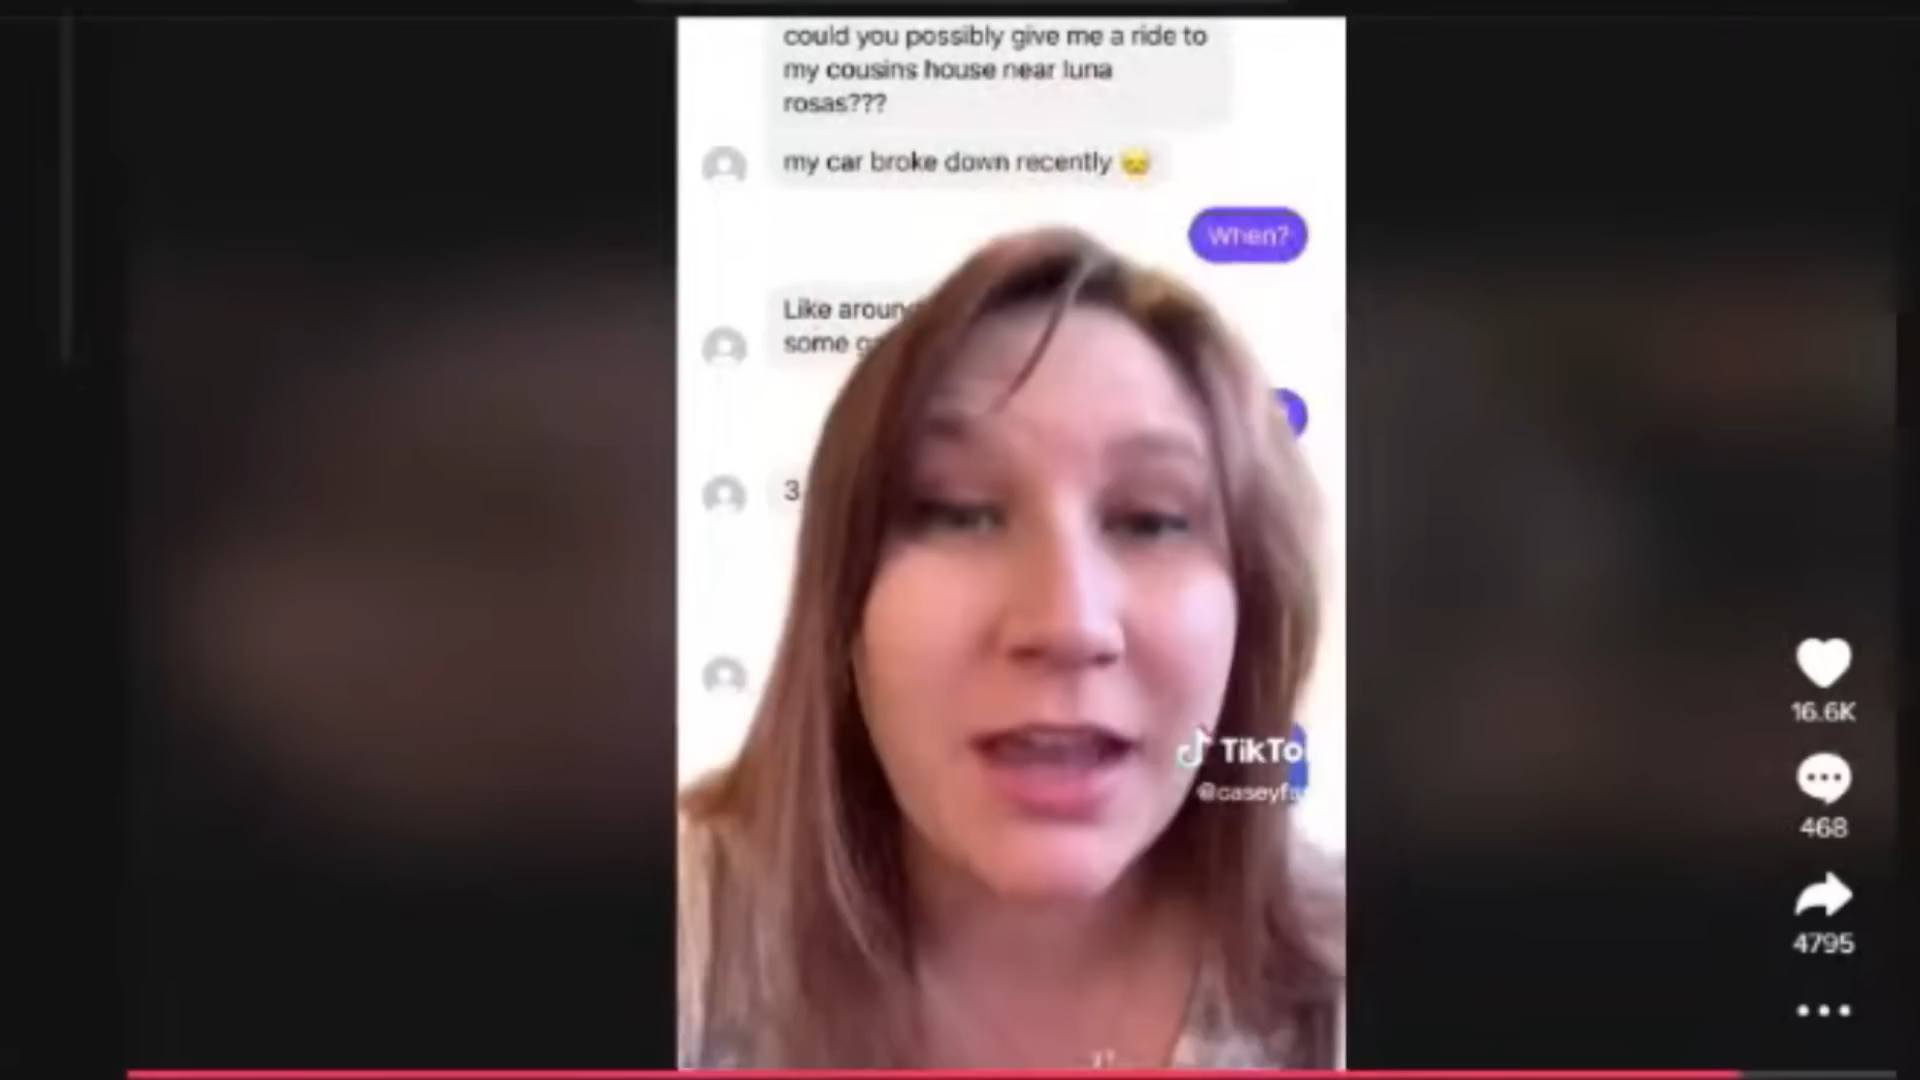 could you possibly give me a ride to
my cousins house near luna
rosas???
my car broke down recently 😞
When?
Like aroun
some
3
TikTo
@caseyf
16.6K
468
4795